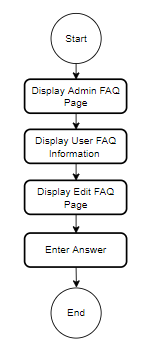 Start
Display Admin FAQ
Page
Display User FAQ
Information
Display Edit FAQ
Page
Enter Answer
End